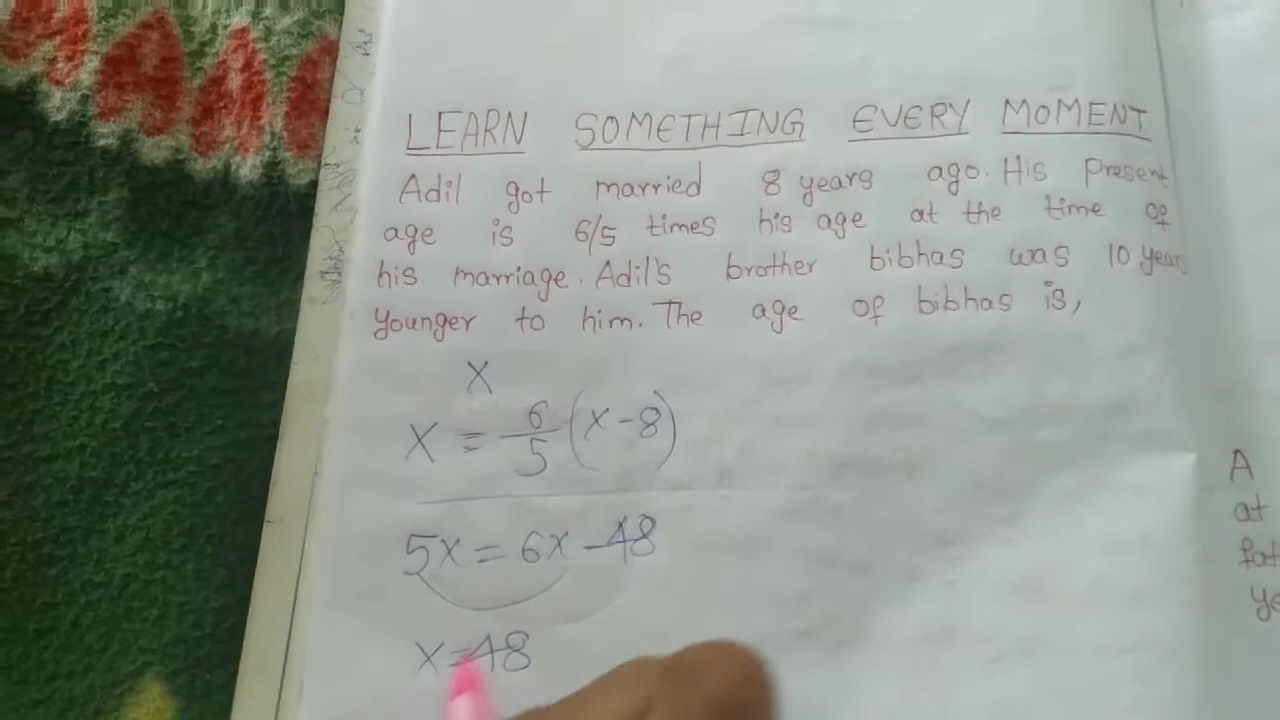 LEARN SOMETHING EVERY MOMENT
Adil got married 8 years ago. His Present
age is 6/5 times his age at the time of
his marriage. Adil's brother bibhas was 10 years
younger to him. The age of bibhas is,
X
X = 6/5 (x-8)
5x = 6x - 48
x = 48
A
at
fat
ye